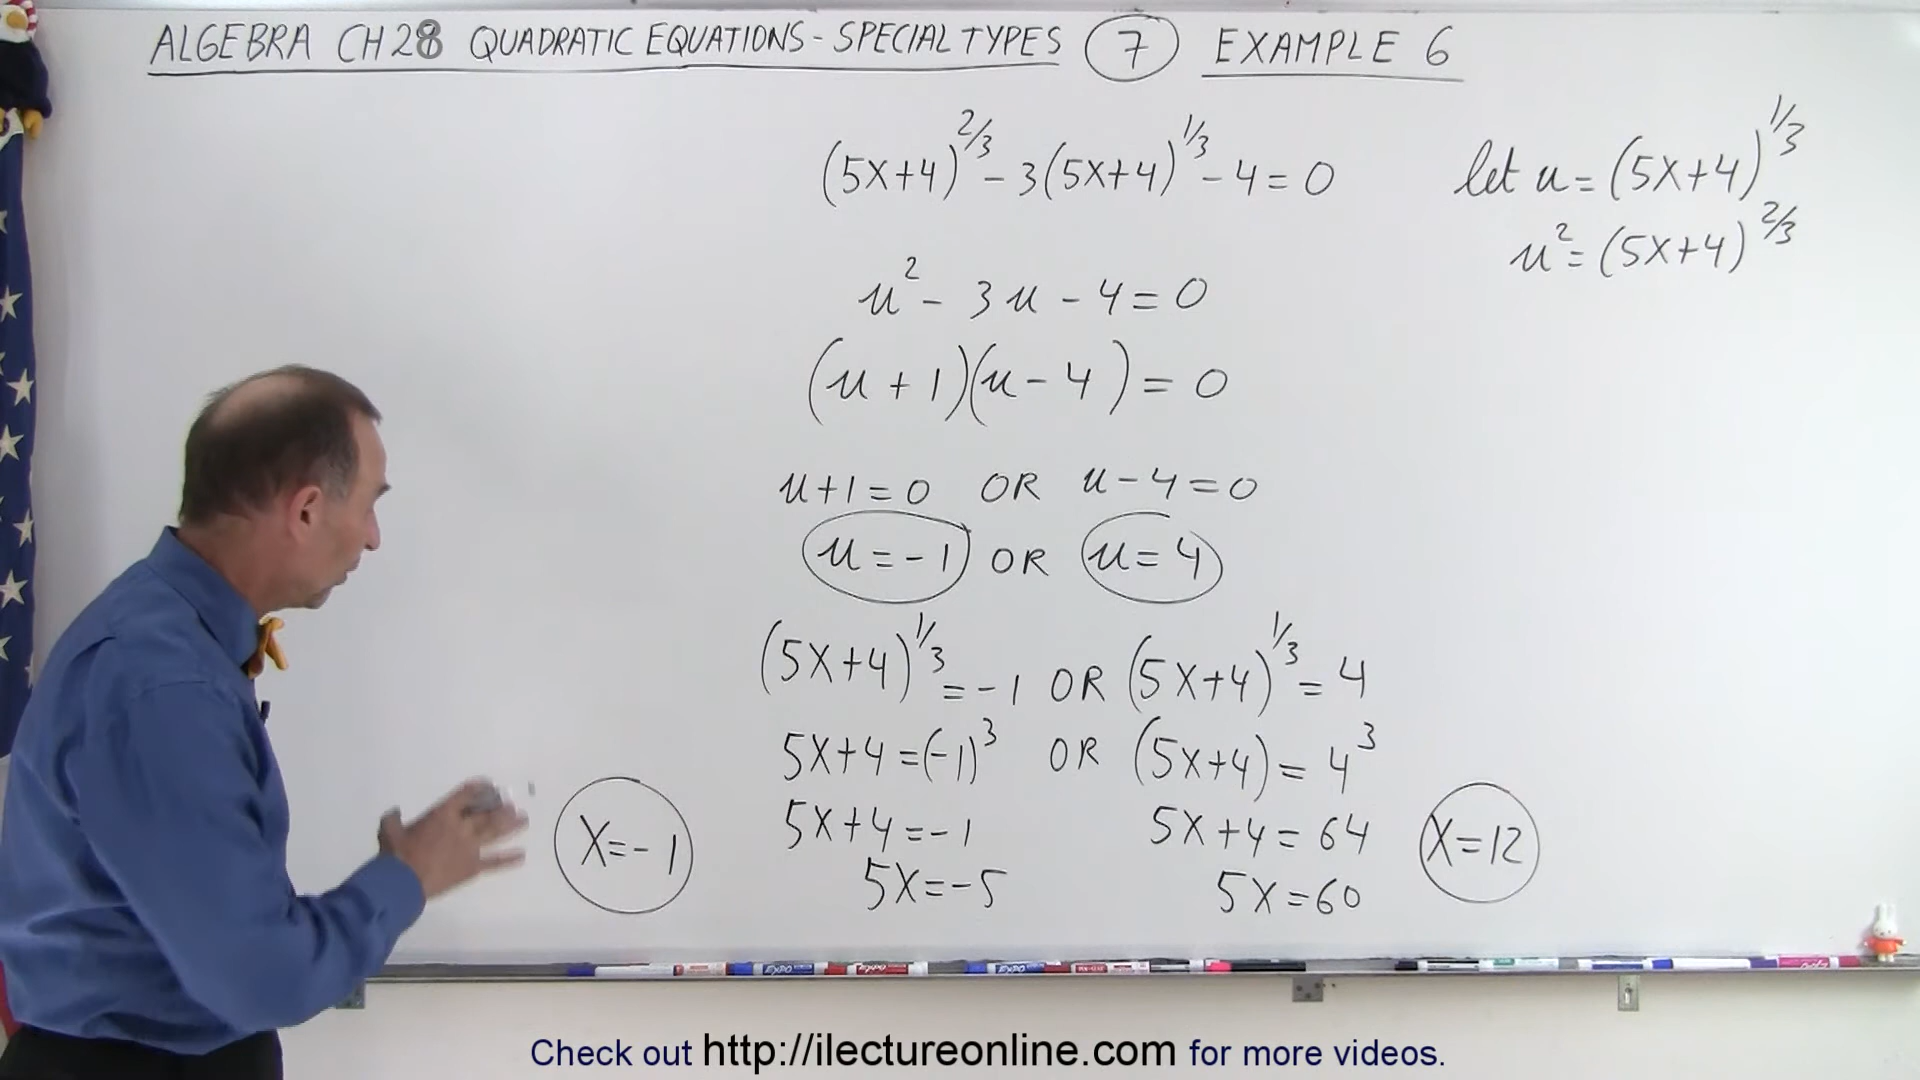 ALGEBRA CH28 QUADRATIC EQUATIONS - SPECIAL TYPES 7 EXAMPLE 6
(5X+4)^2/3 - 3(5X+4)^1/3 - 4 = 0
let u = (5X+4)^1/3
u^2 = (5X+4)^2/3
u^2 - 3u - 4 = 0
(u + 1)(u - 4) = 0
u+1=0 OR u-4=0
u=-1 OR u=4
(5X+4)^1/3 = -1 OR (5X+4)^1/3 = 4
5X+4=(-1)^3 OR (5X+4) = 4^3
X=-1 5X+4=-1 5X+4=64 X=12
5X=-5 5X=60
EXPO EXPO
Check out http://ilectureonline.com for more videos.